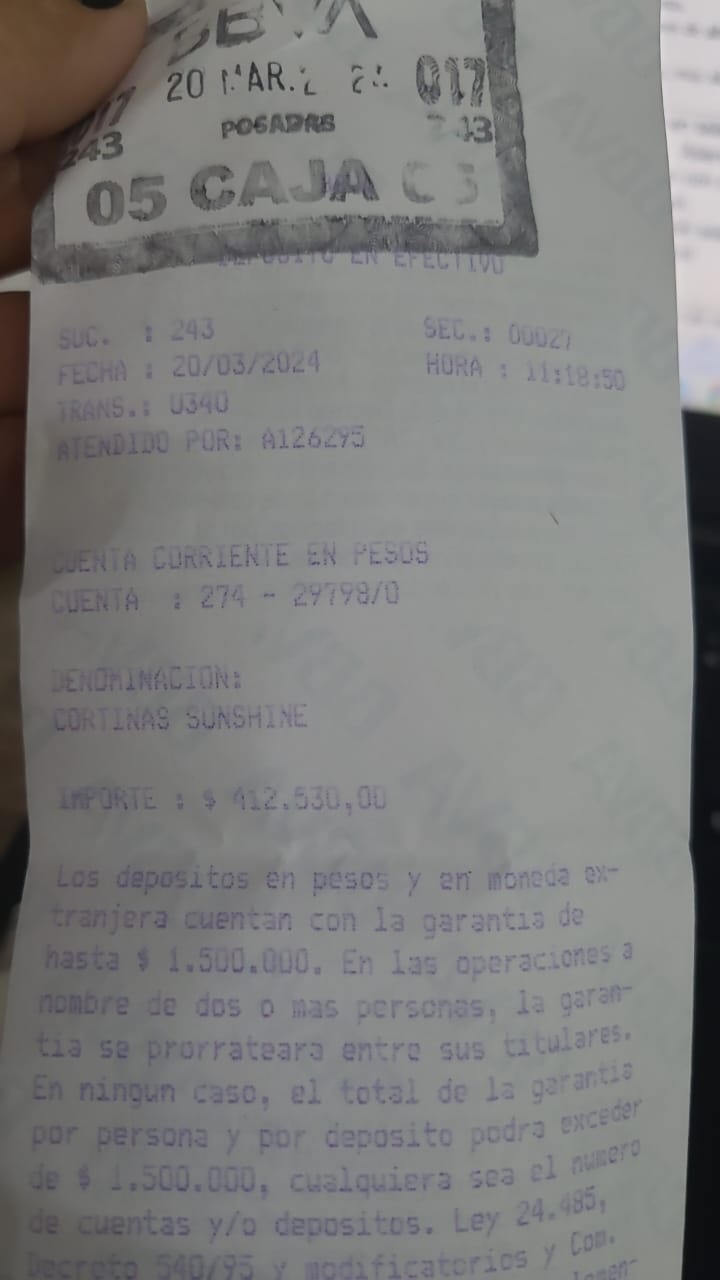 BBVA
20 MAR. 017
243 POSADAS 243
05 CAJA
DEPOSITO EN EFECTIVO
SUC. : 243 SEC.: 00027
FECHA : 20/03/2024 HORA : 11:18:50
TRANS.: U340
ATENDIDO POR: A126295
CUENTA CORRIENTE EN PESOS
CUENTA : 274 - 29798/0
DENOMINACION:
CORTINAS SUNSHINE
IMPORTE : $ 412.530,00
Los depositos en pesos y en moneda ex-
tranjera cuentan con la garantia de
hasta $ 1.500.000. En las operaciones a
nombre de dos o mas personas, la garan-
tia se prorrateara entre sus titulares.
En ningun caso, el total de la garantia
por persona y por deposito podra exceder
de $ 1.500.000, cualquiera sea el numero
de cuentas y/o depositos. Ley 24.485,
Decreto 540/95 y modificatorios y Com.